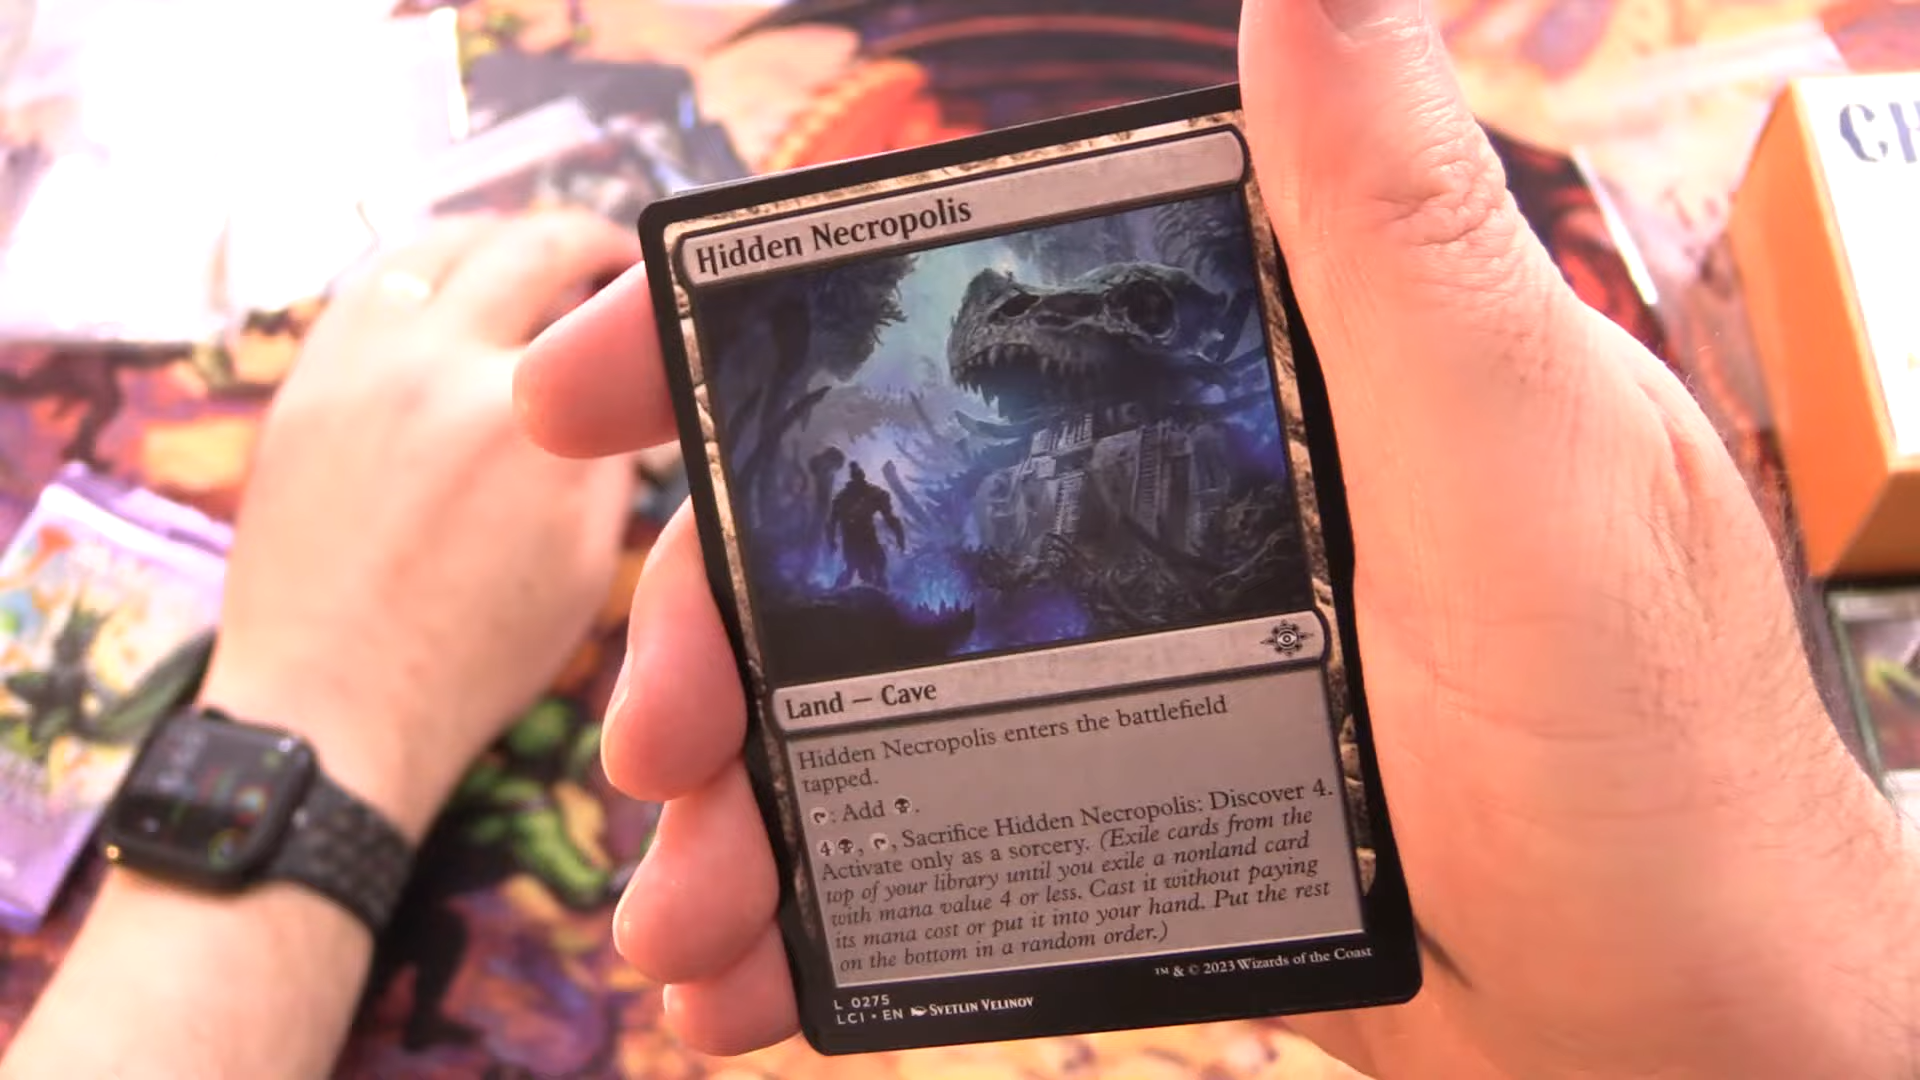 CH
Hidden Necropolis
Land — Cave
Hidden Necropolis enters the battlefield
tapped.
: Add .
4 , , Sacrifice Hidden Necropolis: Discover 4.
Activate only as a sorcery. (Exile cards from the
top of your library until you exile a nonland card
with mana value 4 or less. Cast it without paying
its mana cost or put it into your hand. Put the rest
on the bottom in a random order.)
L 0275
LCI • EN Svetlin Velinov
™ & © 2023 Wizards of the Coast